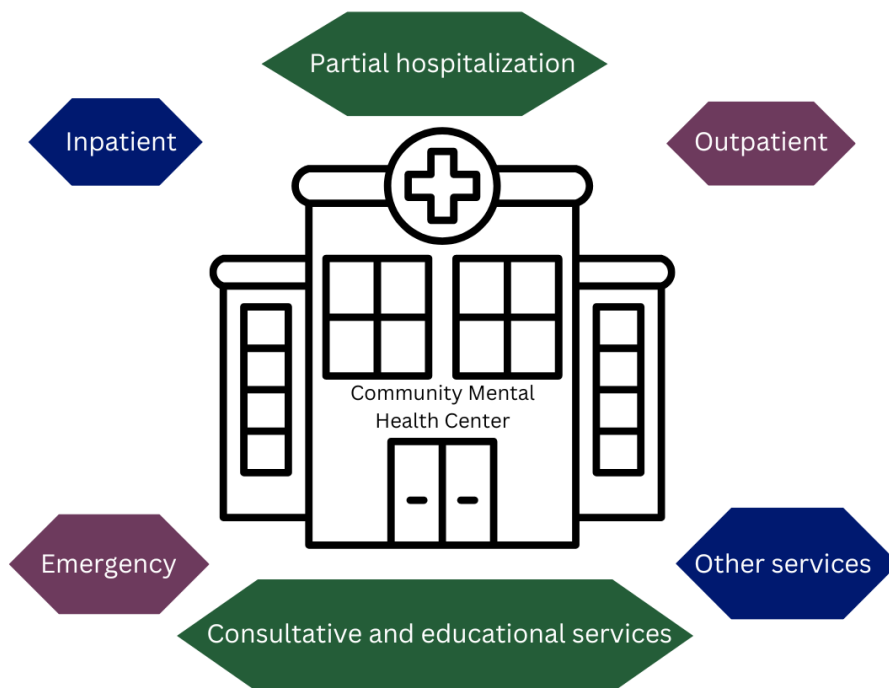 Partial hospitalization
Inpatient
Outpatient
Community Mental
Health Center
Emergency
Other services
Consultative and educational services